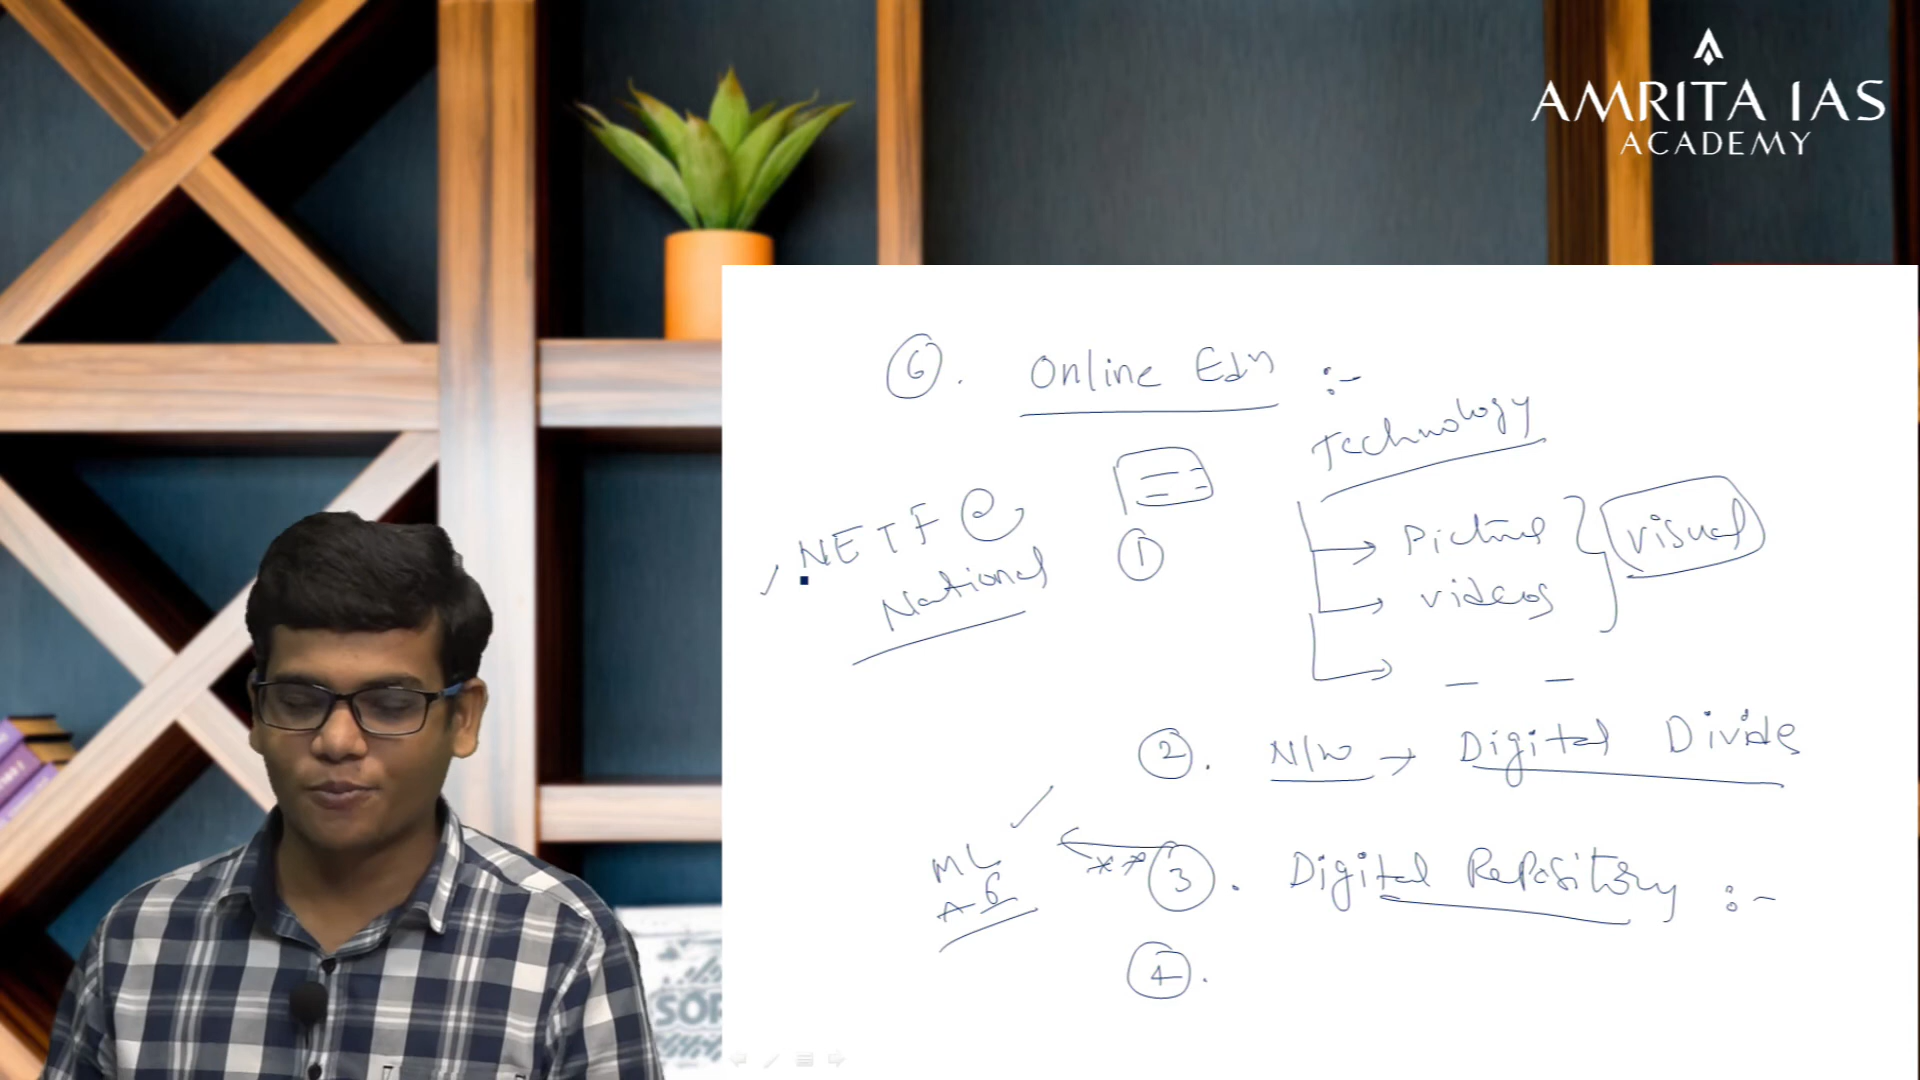 AMRITA IAS
ACADEMY
6. Online Edn :-
Technology
NETF
National
1
Picture
videos
visual
2. N/W → Digital Divide
ML
3. Digital Repository :-
4.
SOF